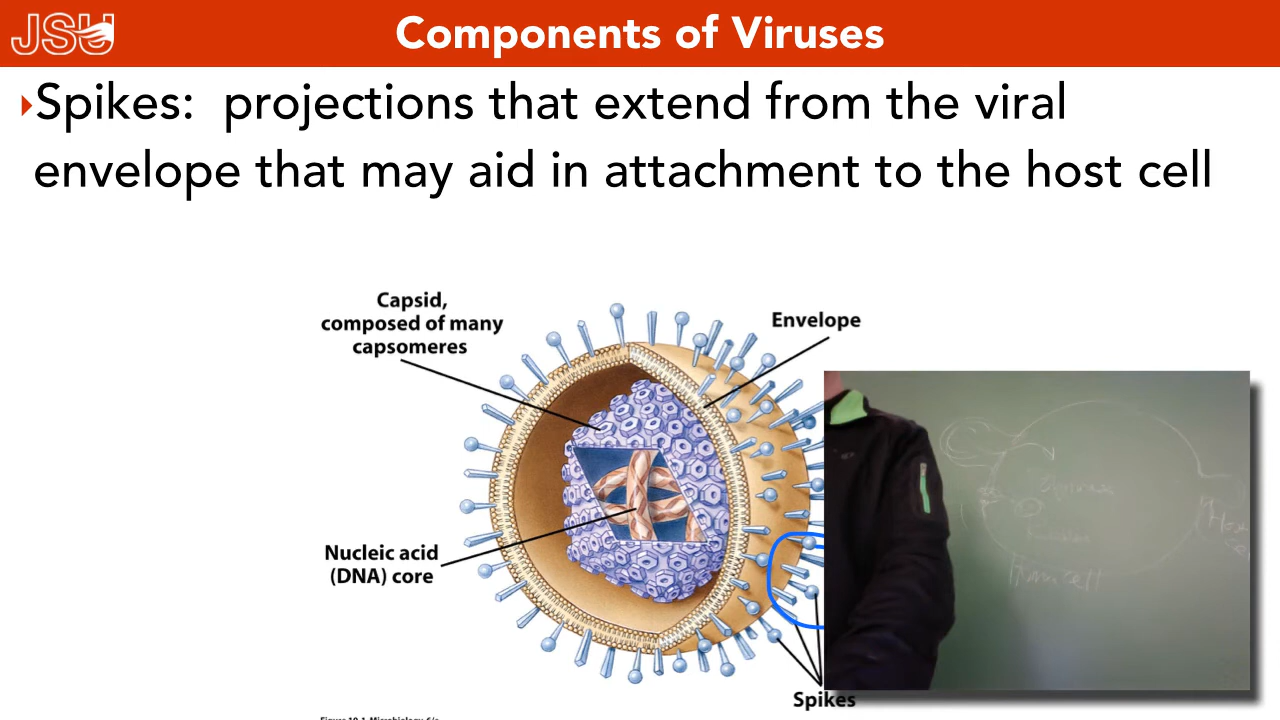 JSU
Components of Viruses
Spikes: projections that extend from the viral
envelope that may aid in attachment to the host cell
Capsid,
composed of many
capsomeres
Envelope
Nucleic acid
(DNA) core
Spikes